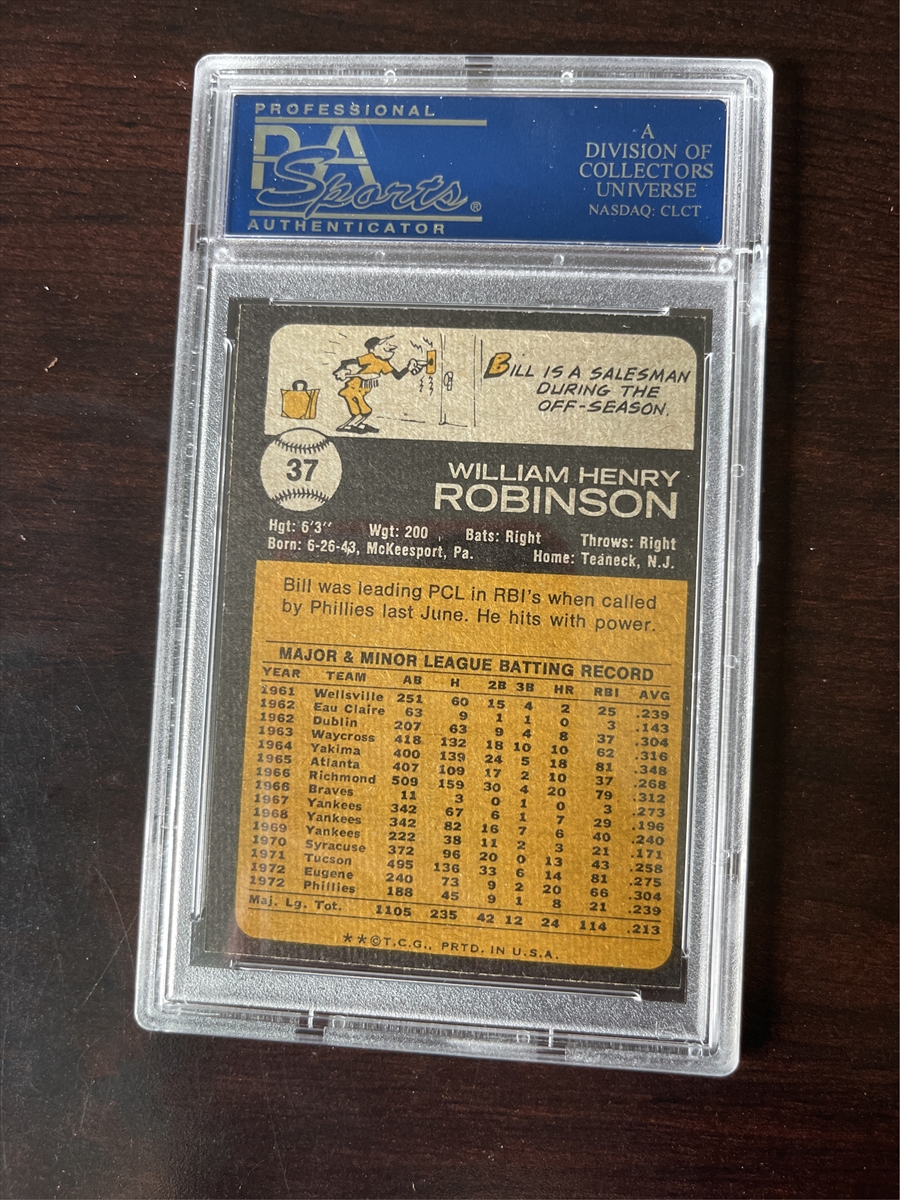 PROFESSIONAL
PSA
Sports®
AUTHENTICATOR
A
DIVISION OF
COLLECTORS
UNIVERSE
NASDAQ: CLCT
BILL IS A SALESMAN
DURING THE
OFF-SEASON.
37
WILLIAM HENRY
ROBINSON
Hgt: 6'3" Wgt: 200 Bats: Right Throws: Right
Born: 6-26-43, McKeesport, Pa. Home: Teaneck, N.J.
Bill was leading PCL in RBI's when called
by Phillies last June. He hits with power.
MAJOR & MINOR LEAGUE BATTING RECORD
YEAR TEAM AB H 2B 3B HR RBI AVG
1961 Wellsville 251 60 15 4 2 25 .239
1962 Eau Claire 63 9 1 1 0 3 .143
1962 Dublin 207 63 9 4 8 37 .304
1963 Waycross 418 132 18 10 10 62 .316
1964 Yakima 400 139 24 5 18 81 .348
1965 Atlanta 407 109 17 2 10 37 .268
1966 Richmond 509 159 30 4 20 79 .312
1966 Braves 11 3 0 1 0 3 .273
1967 Yankees 342 67 6 1 7 29 .196
1968 Yankees 342 82 16 7 6 40 .240
1969 Yankees 222 38 11 2 3 21 .171
1970 Syracuse 372 96 20 0 13 43 .258
1971 Tucson 495 136 33 6 14 81 .275
1972 Eugene 240 73 9 2 20 66 .304
1972 Phillies 188 45 9 1 8 21 .239
Maj. Lg. Tot. 1105 235 42 12 24 114 .213
**©T.C.G., PRTD. IN U.S.A.